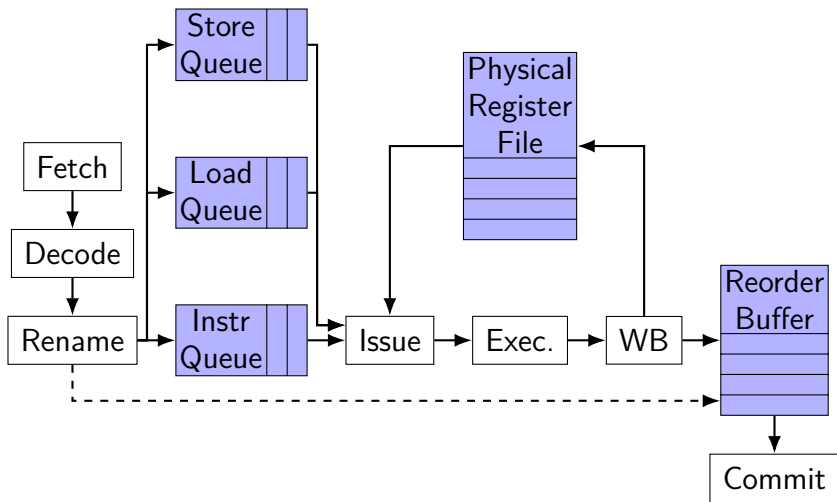 Store
Queue
Physical
Register
File
Fetch
Load
Queue
Decode
Reorder
Buffer
Rename
Instr
Queue
Issue
Exec.
WB
Commit